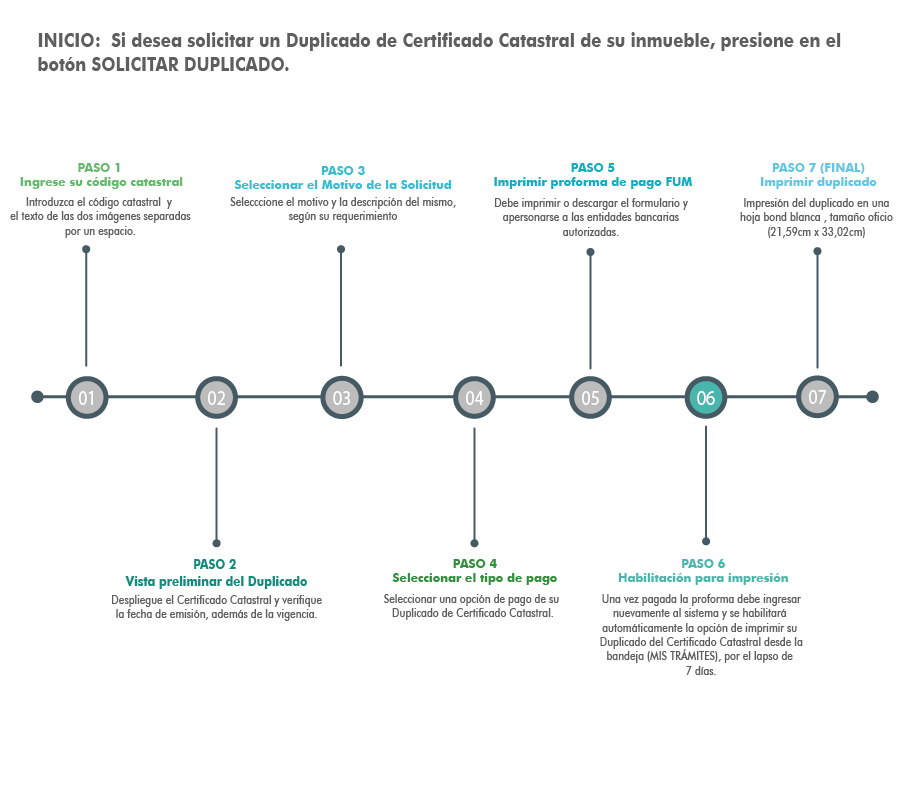 INICIO:  Si desea solicitar un Duplicado de Certificado Catastral de su inmueble, presione en el
botón SOLICITAR DUPLICADO.
PASO 1
Ingrese su código catastral
Introduzca el código catastral  y
el texto de las dos imágenes separadas
por un espacio.
PASO 3
Seleccionar el Motivo de la Solicitud
Selecccione el motivo y la descripción del mismo,
según su requerimiento
PASO 5
Imprimir proforma de pago FUM
Debe imprimir o descargar el formulario y
apersonarse a las entidades bancarias
autorizadas.
PASO 7 (FINAL)
Imprimir duplicado
Impresión del duplicado en una
hoja bond blanca , tamaño oficio
(21,59cm x 33,02cm)
01
02
03
04
05
06
07
PASO 2
Vista preliminar del Duplicado
Despliegue el Certificado Catastral y verifique
la fecha de emisión, además de la vigencia.
PASO 4
Seleccionar el tipo de pago
Seleccionar una opción de pago de su
Duplicado de Certificado Catastral.
PASO 6
Habilitación para impresión
Una vez pagada la proforma debe ingresar
nuevamente al sistema y se habilitará
automáticamente la opción de imprimir su
Duplicado del Certificado Catastral desde la
bandeja (MIS TRÁMITES), por el lapso de
7 días.